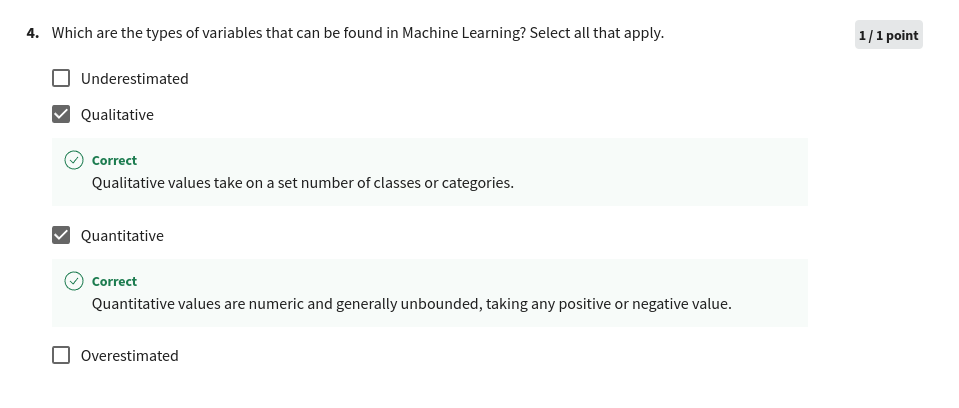 4. Which are the types of variables that can be found in Machine Learning? Select all that apply.
1 / 1 point
Underestimated
Qualitative
Correct
Qualitative values take on a set number of classes or categories.
Quantitative
Correct
Quantitative values are numeric and generally unbounded, taking any positive or negative value.
Overestimated